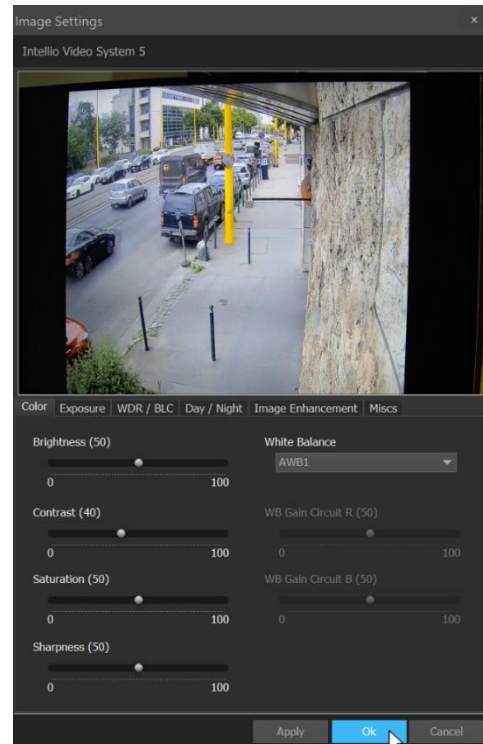 Image Settings
Intellio Video System 5
Color Exposure WDR / BLC Day / Night Image Enhancement Miscs
Brightness (50)
0 100
Contrast (40)
0 100
Saturation (50)
0 100
Sharpness (50)
0 100
White Balance
AWB1
WB Gain Circuit R (50)
0 100
WB Gain Circuit B (50)
0 100
Apply Ok Cancel